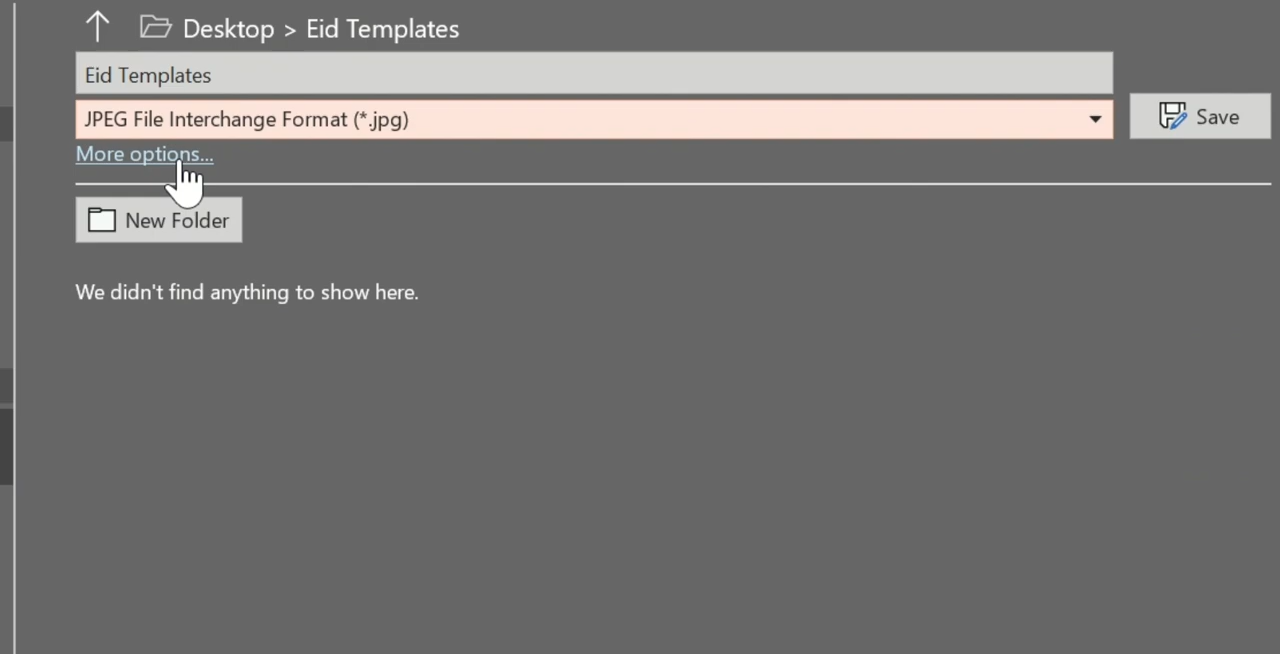 Desktop > Eid Templates
Eid Templates
JPEG File Interchange Format (*.jpg)
Save
More options...
New Folder
We didn't find anything to show here.